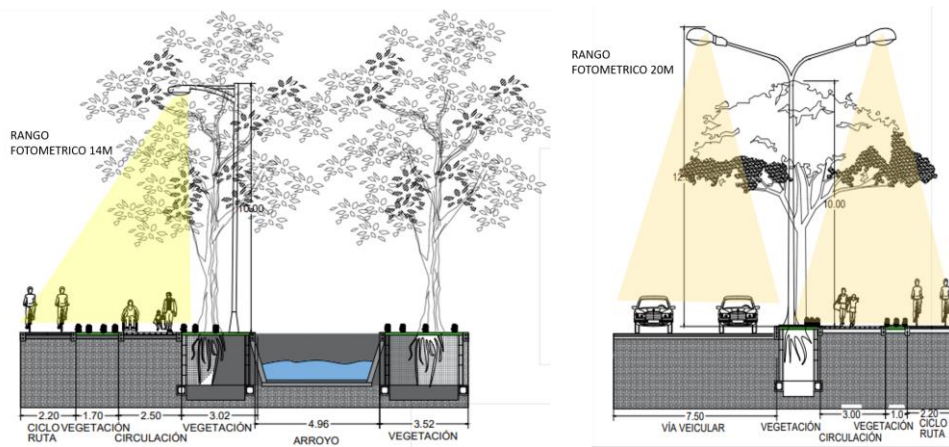 RANGO
FOTOMETRICO 14M
10.00
2.20
1.70
2.50
3.02
4.96
3.52
CICLO
RUTA
VEGETACIÓN
CIRCULACIÓN
VEGETACIÓN
ARROYO
VEGETACIÓN
RANGO
FOTOMETRICO 20M
10.00
7.50
3.00
1.0
2.20
VÍA VEICULAR
VEGETACIÓN
CIRCULACIÓN
VEGETACIÓN
CICLO
RUTA